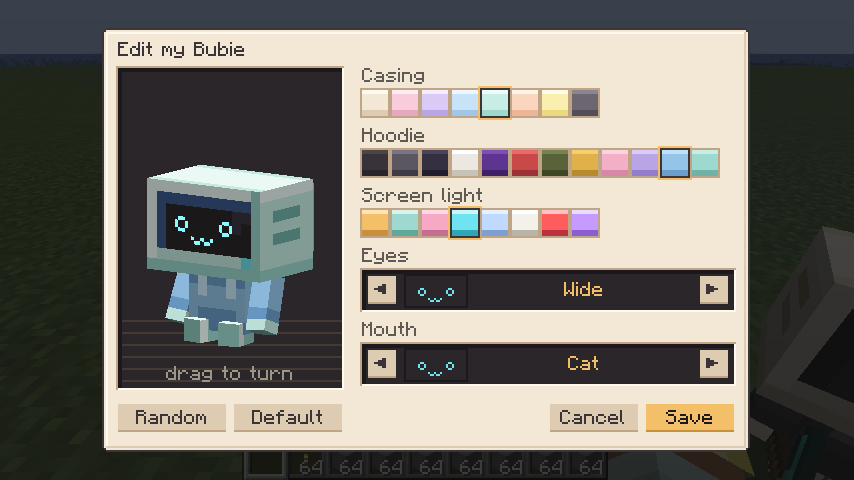 Edit my Bubie
Casing
Hoodie
Screen light
Eyes
Wide
Mouth
Cat
drag to turn
Random
Default
Cancel
Save
64 64 64 64 64 64 64 64